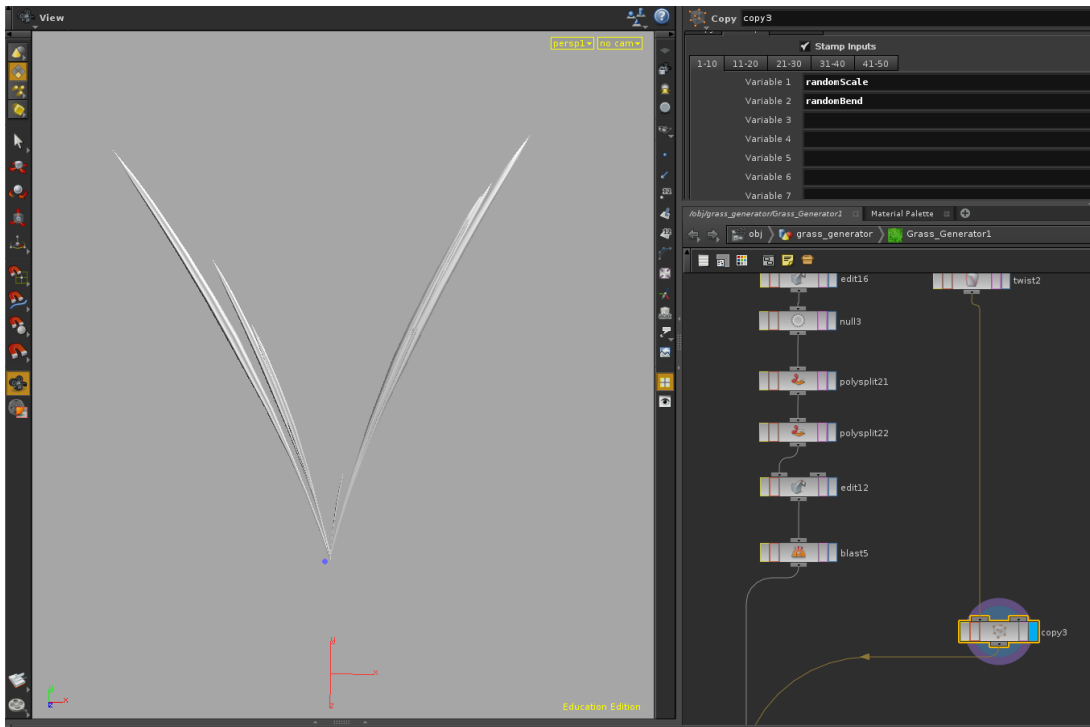 View
persp1 no cam
Education Edition
y
x
z
x
Copy copy3
Stamp Inputs
1-10 11-20 21-30 31-40 41-50
Variable 1 randomScale
Variable 2 randomBend
Variable 3
Variable 4
Variable 5
Variable 6
Variable 7
/obj/grass_generator/Grass_Generator1 Material Palette
obj grass_generator Grass_Generator1
edit16
twist2
null3
polysplit21
polysplit22
edit12
blast5
copy3